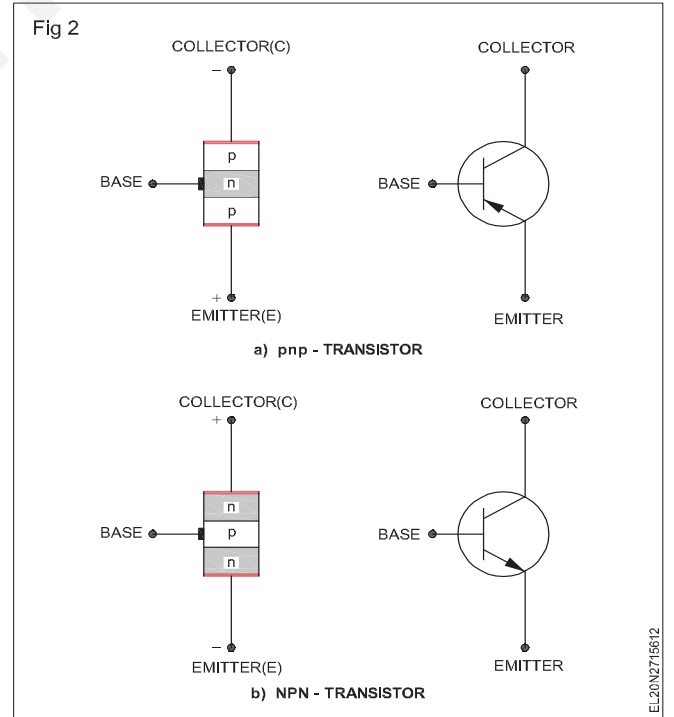 Fig 2
COLLECTOR(C)
COLLECTOR
–
p
BASE
n
BASE
p
+
EMITTER(E)
EMITTER
a) pnp - TRANSISTOR
COLLECTOR(C)
COLLECTOR
+
n
BASE
p
BASE
n
–
EMITTER(E)
EMITTER
b) NPN - TRANSISTOR
EL20N2715612